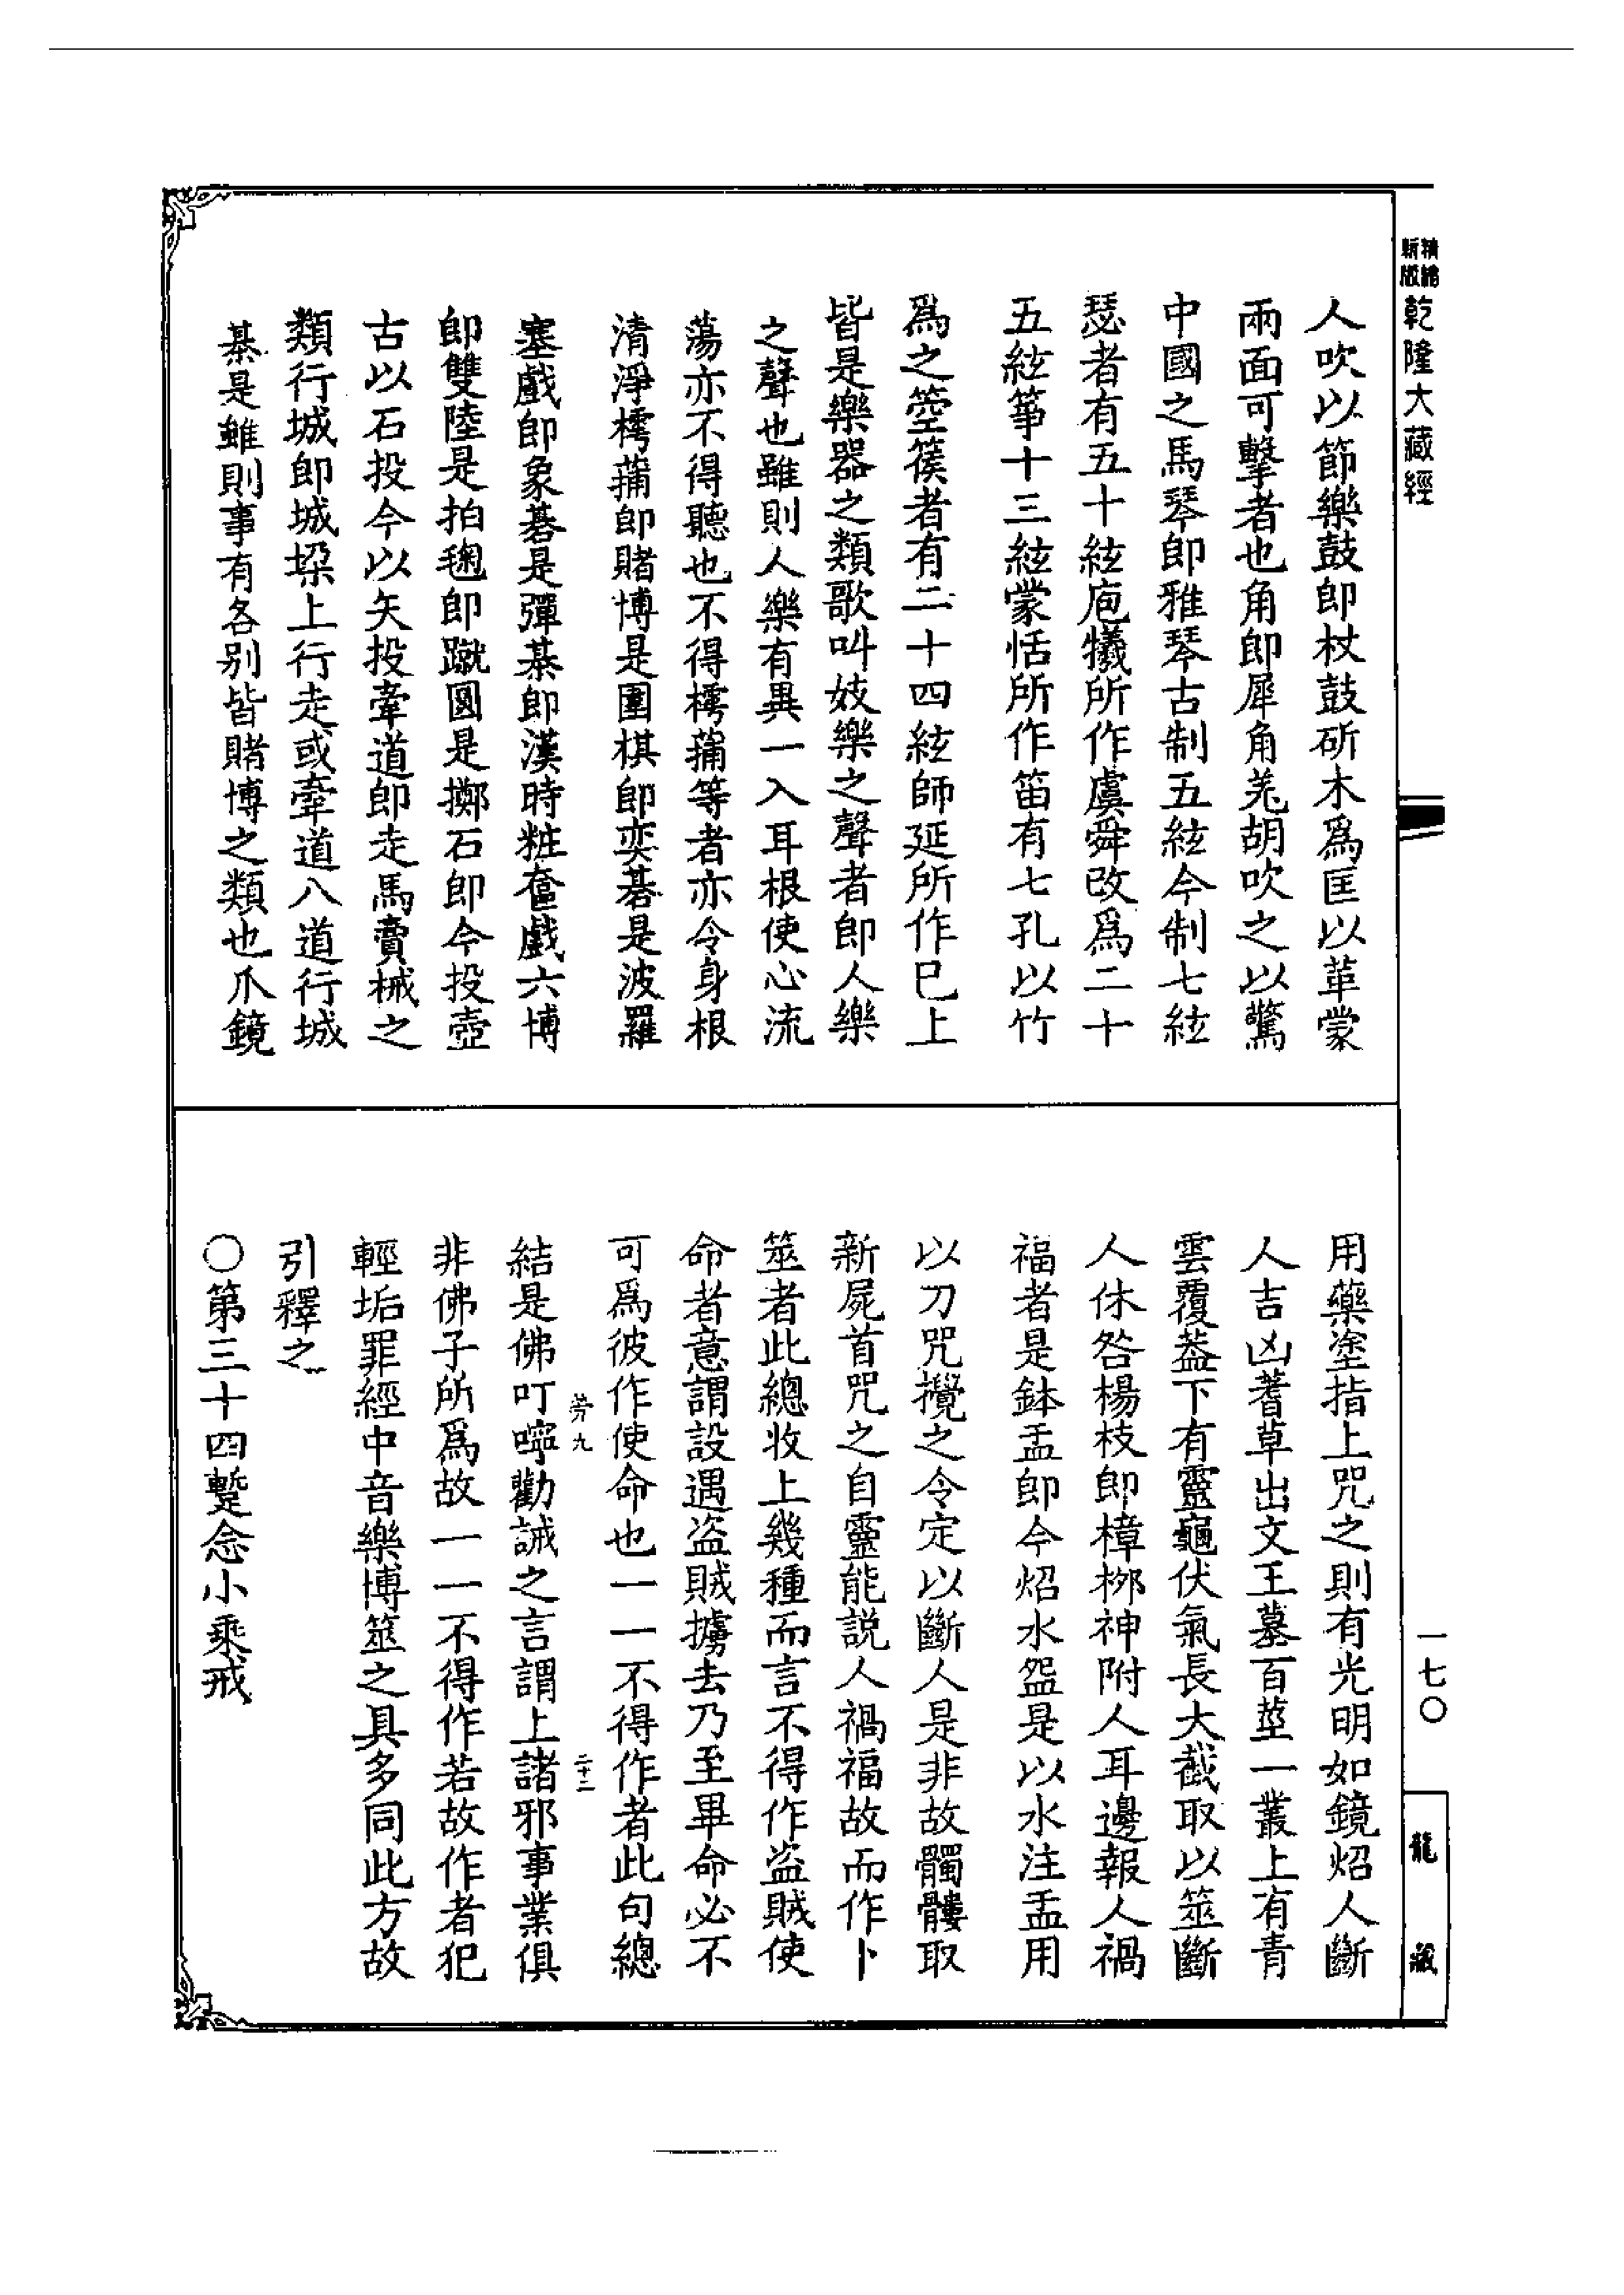 精縮新版乾隆大藏經
人吹以節樂鼓即杖鼓斫木爲匡以革蒙
兩面可擊者也角即犀角羌胡吹之以驚
中國之馬琴即雅琴古制五絃今制七絃
瑟者有五十絃庖犧所作虞舜改爲二十
五絃箏十三絃蒙恬所作笛有七孔以竹
爲之箜篌者有二十四絃師延所作已上
皆是樂器之類歌叫妓樂之聲者即人樂
之聲也雖則人樂有異一入耳根使心流
蕩亦不得聽也不得樗蒱等者亦令身根
清淨樗蒱即賭博是圍棋即奕碁是波羅
塞戲即象碁是彈棊即漢時粧奩戲六博
即雙陸是拍毱即蹴圓是擲石即今投壺
古以石投今以矢投牽道即走馬賣械之
類行城即城垜上行走或牽道八道行城
棊是雖則事有各别皆賭博之類也爪鏡
用藥塗指上咒之則有光明如鏡炤人斷
人吉凶蓍草出文王墓百莖一叢上有青
雲覆葢下有靈龜伏氣長大截取以筮斷
人休咎楊枝即樟柳神附人耳邊報人禍
福者是鉢盂即今炤水盌是以水注盂用
以刀咒攪之令定以斷人是非故髑髏取
新屍首咒之自靈能説人禍福故而作卜
筮者此總收上幾種而言不得作盜賊使
命者意謂設遇盜賊擄去乃至畢命必不
可爲彼作使命也一一不得作者此句總
勞九
二十二
結是佛叮嚀勸誡之言謂上諸邪事業俱
非佛子所爲故一一不得作若故作者犯
輕垢罪經中音樂博筮之具多同此方故
引釋之
○第三十四蹔念小乘戒
一七〇
龍藏